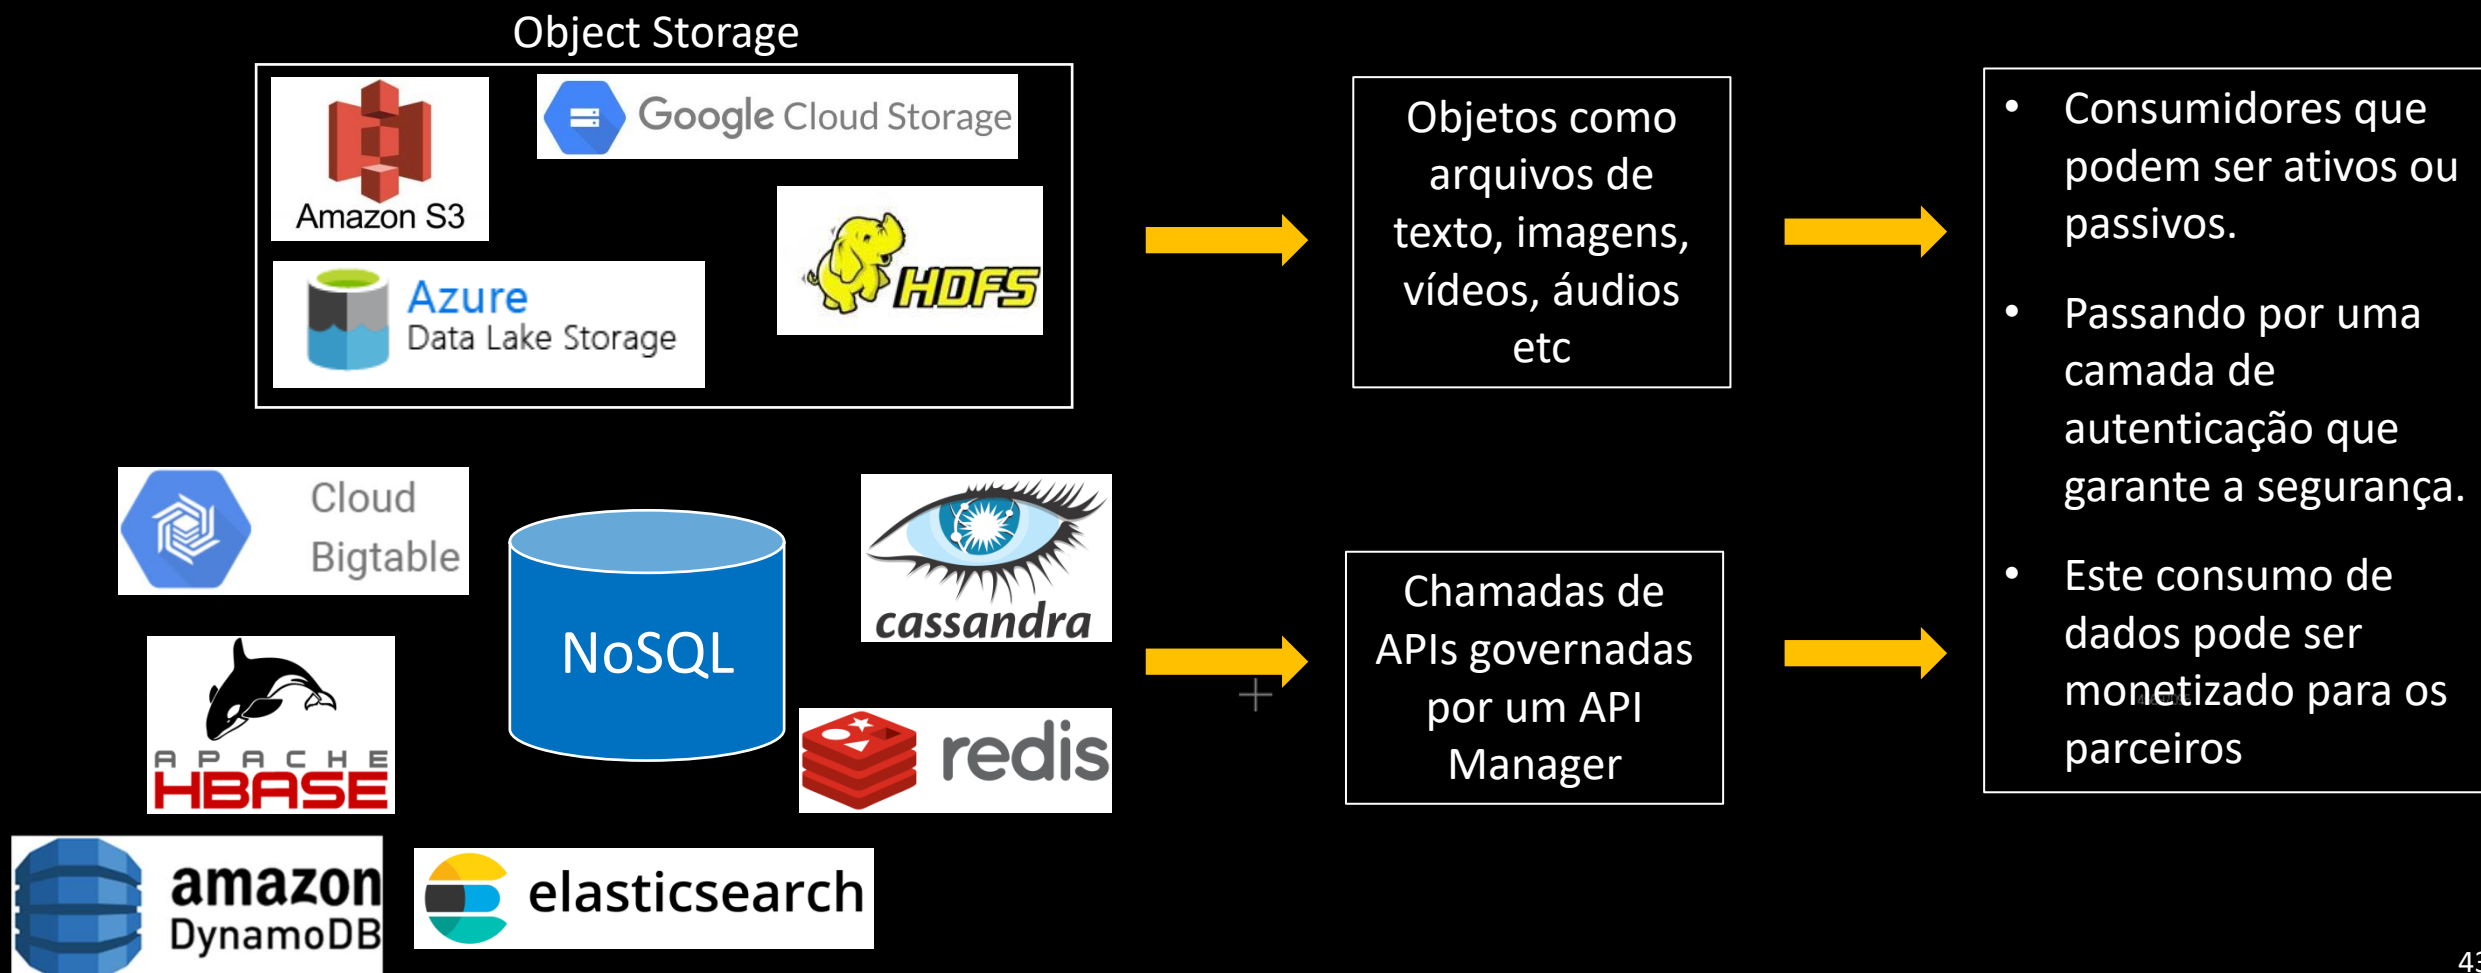 Object Storage
Amazon S3
Google Cloud Storage
HDFS
Azure
Data Lake Storage
Objetos como
arquivos de
texto, imagens,
vídeos, áudios
etc
• Consumidores que
podem ser ativos ou
passivos.
• Passando por uma
camada de
autenticação que
garante a segurança.
• Este consumo de
dados pode ser
monetizado para os
parceiros
Cloud
Bigtable
NoSQL
cassandra
APACHE
HBASE
redis
amazon
DynamoDB
elasticsearch
Chamadas de
APIs governadas
por um API
Manager
43